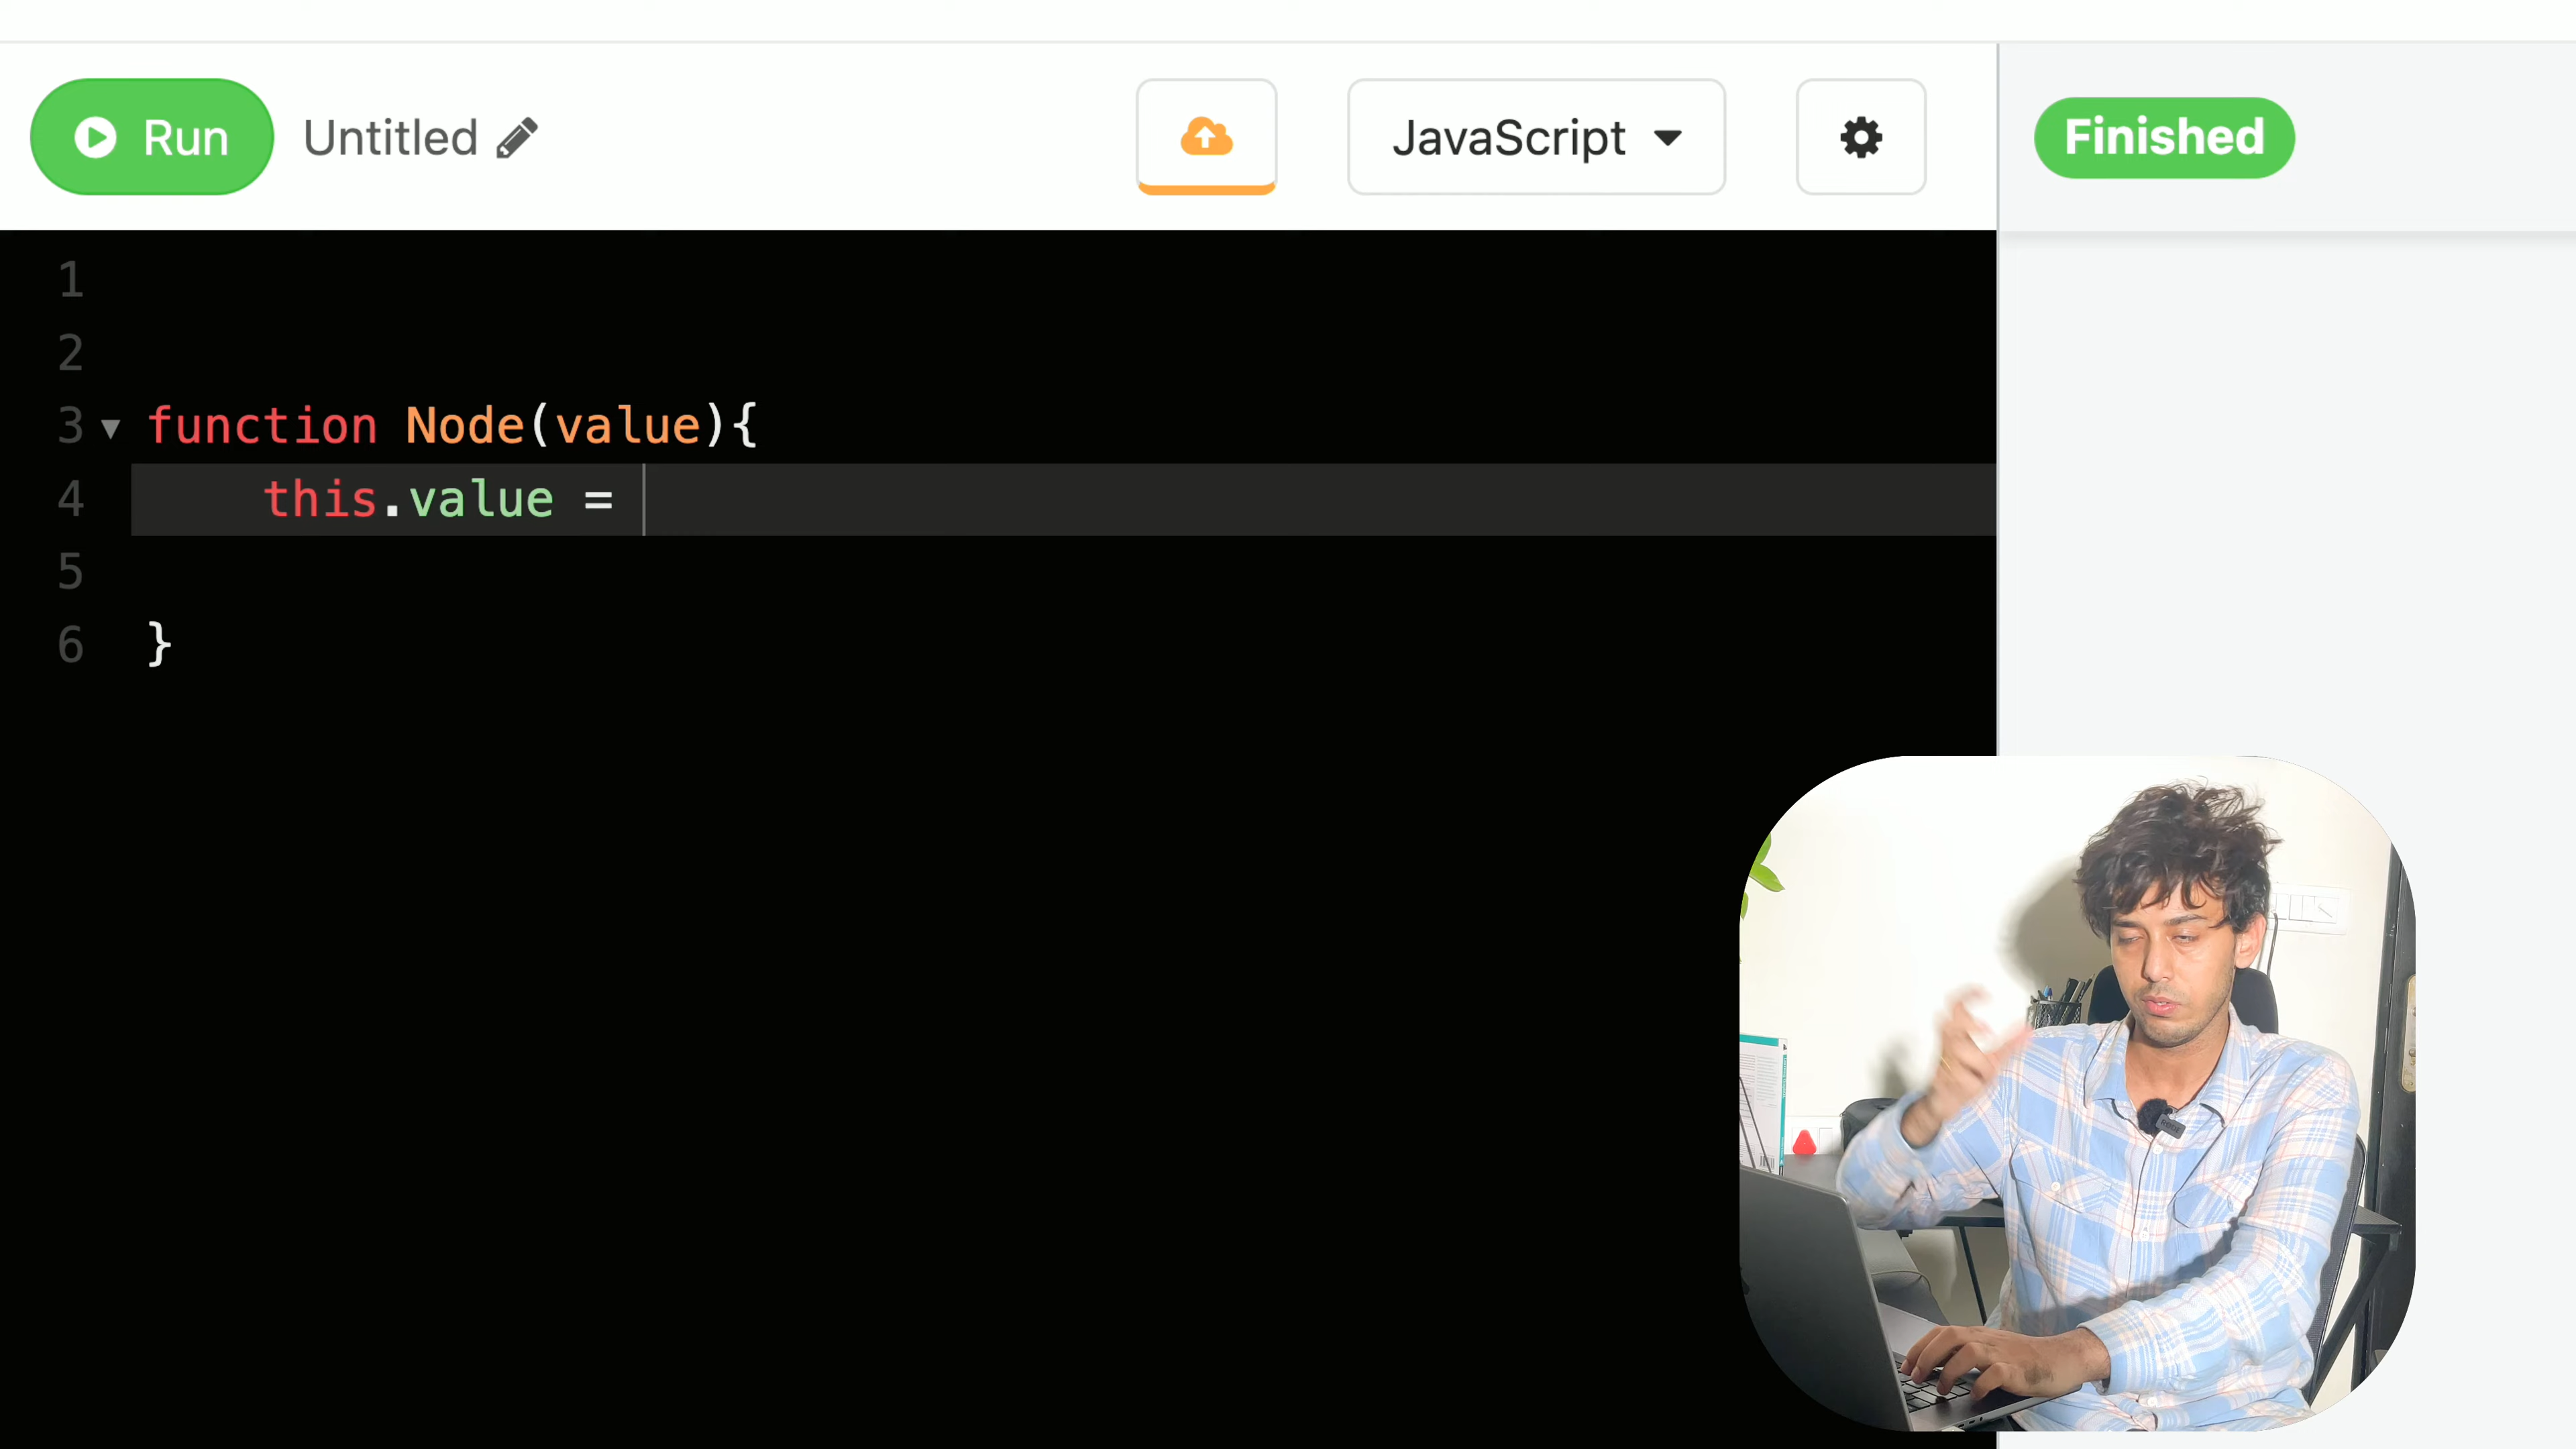 Run Untitled JavaScript Finished
1
2
3 function Node(value){
4 this.value =
5
6 }